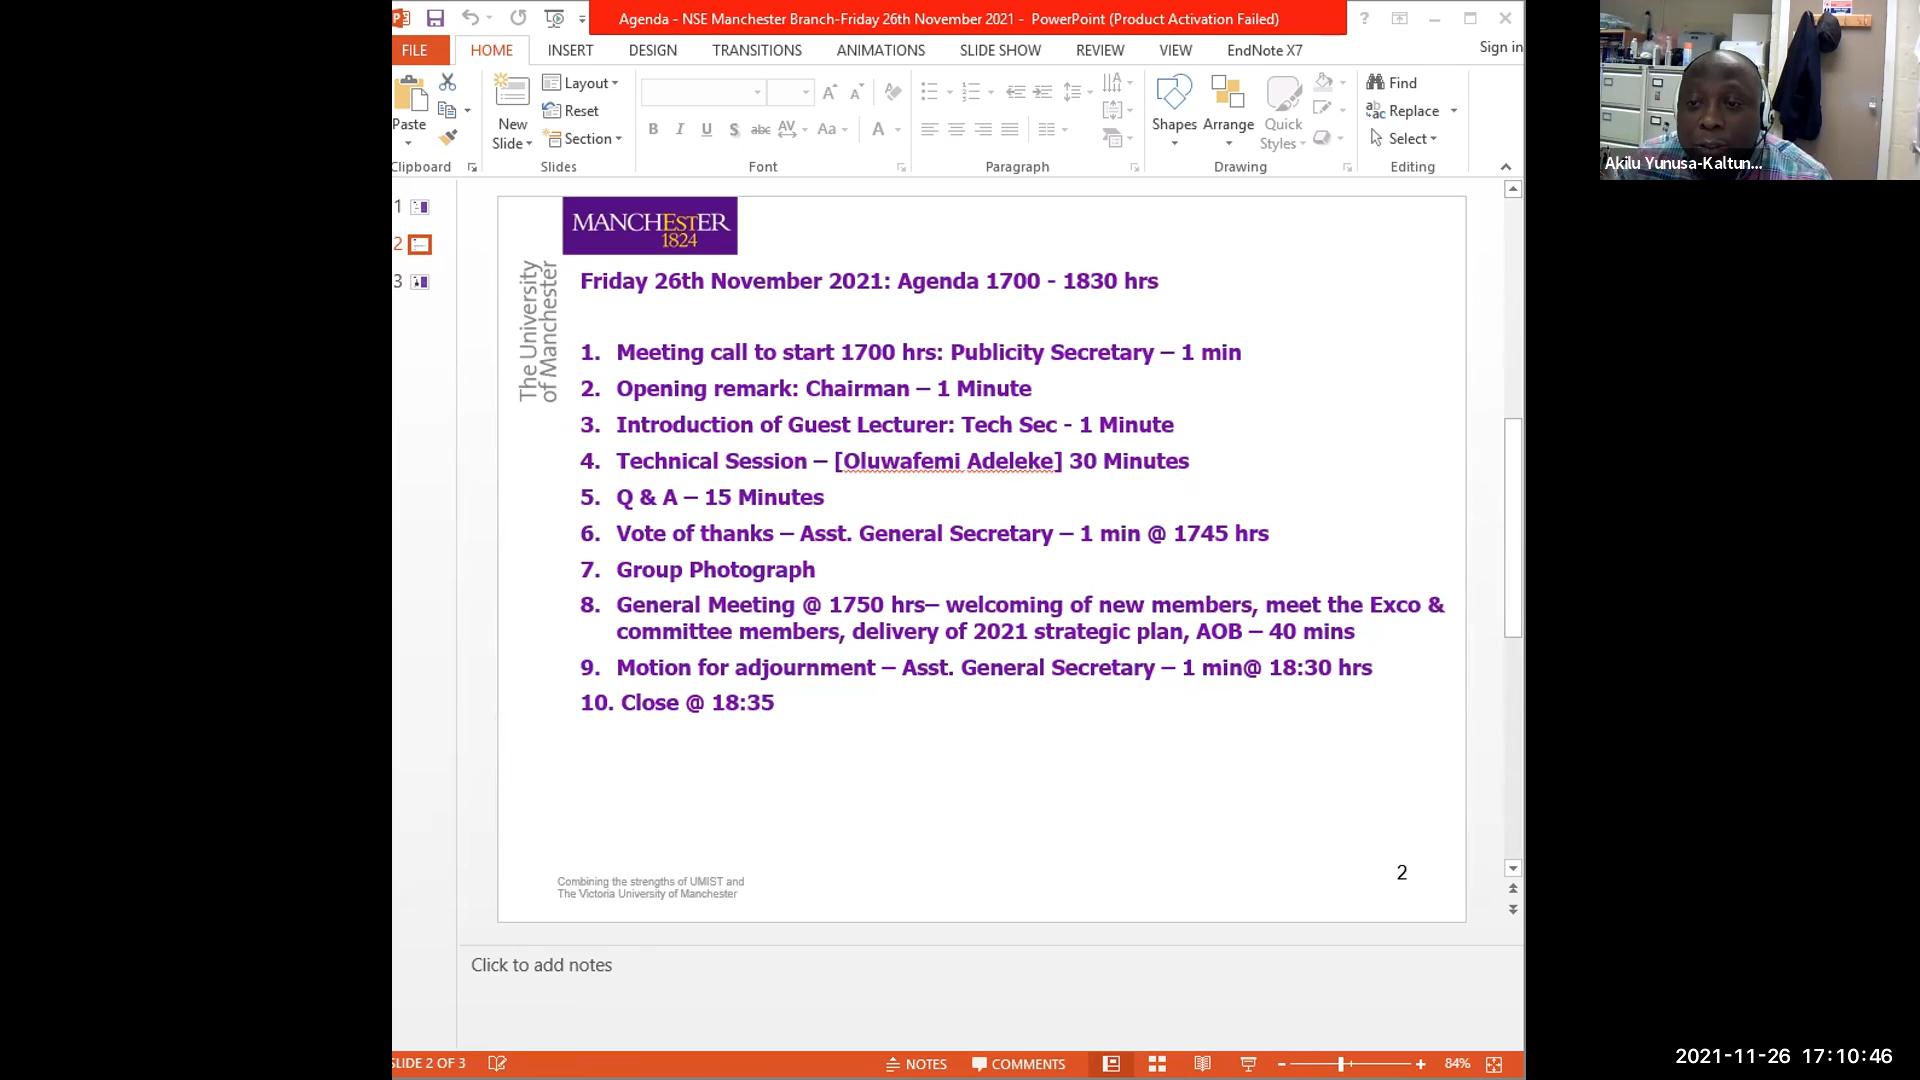 Agenda - NSE Manchester Branch-Friday 26th November 2021 - PowerPoint (Product Activation Failed)
FILE HOME INSERT DESIGN TRANSITIONS ANIMATIONS SLIDE SHOW REVIEW VIEW EndNote X7 Sign in
Paste
Clipboard
New
Slide
Layout
Reset
Section
Slides
B I U S abc AV Aa A
Font
Paragraph
Shapes
Arrange
Quick
Styles
Drawing
Find
Replace
Select
Editing
Akilu Yunusa-Kaltun...
1
2
3
MANCHESTER
1824
The University
of Manchester
Friday 26th November 2021: Agenda 1700 - 1830 hrs
1. Meeting call to start 1700 hrs: Publicity Secretary – 1 min
2. Opening remark: Chairman – 1 Minute
3. Introduction of Guest Lecturer: Tech Sec - 1 Minute
4. Technical Session – [Oluwafemi Adeleke] 30 Minutes
5. Q & A – 15 Minutes
6. Vote of thanks – Asst. General Secretary – 1 min @ 1745 hrs
7. Group Photograph
8. General Meeting @ 1750 hrs– welcoming of new members, meet the Exco &
committee members, delivery of 2021 strategic plan, AOB – 40 mins
9. Motion for adjournment – Asst. General Secretary – 1 min@ 18:30 hrs
10. Close @ 18:35
Combining the strengths of UMIST and
The Victoria University of Manchester
2
Click to add notes
SLIDE 2 OF 3 NOTES COMMENTS 84%
2021-11-26 17:10:46